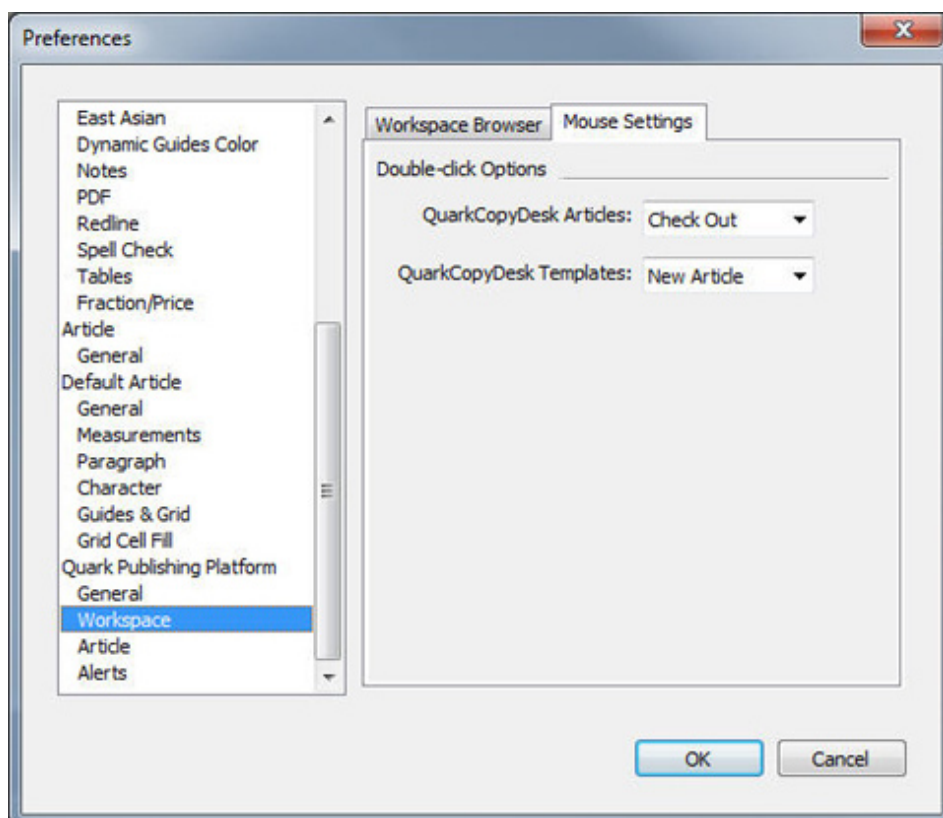 Preferences
East Asian
Dynamic Guides Color
Notes
PDF
Redline
Spell Check
Tables
Fraction/Price
Article
General
Default Article
General
Measurements
Paragraph
Character
Guides & Grid
Grid Cell Fill
Quark Publishing Platform
General
Workspace
Article
Alerts
Workspace Browser
Mouse Settings
Double-click Options
QuarkCopyDesk Articles: Check Out
QuarkCopyDesk Templates: New Article
OK
Cancel